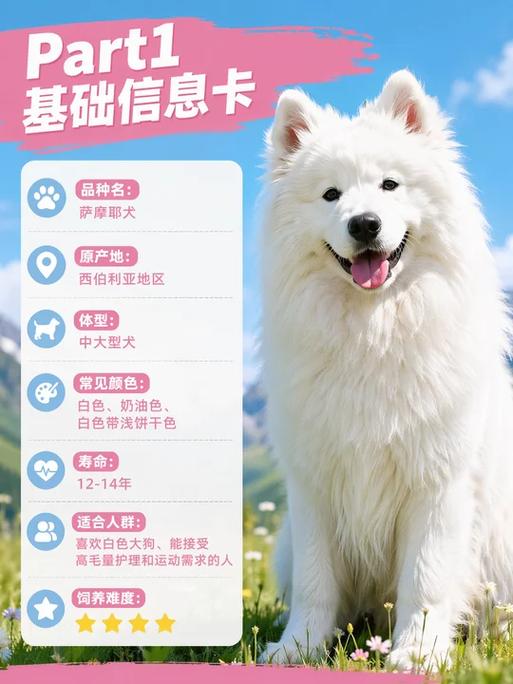 Part1
基础信息卡
品种名：
萨摩耶犬
原产地：
西伯利亚地区
体型：
中大型犬
常见颜色：
白色、奶油色、
白色带浅饼干色
寿命：
12-14年
适合人群：
喜欢白色大狗、能接受
高毛量护理和运动需求的人
饲养难度：